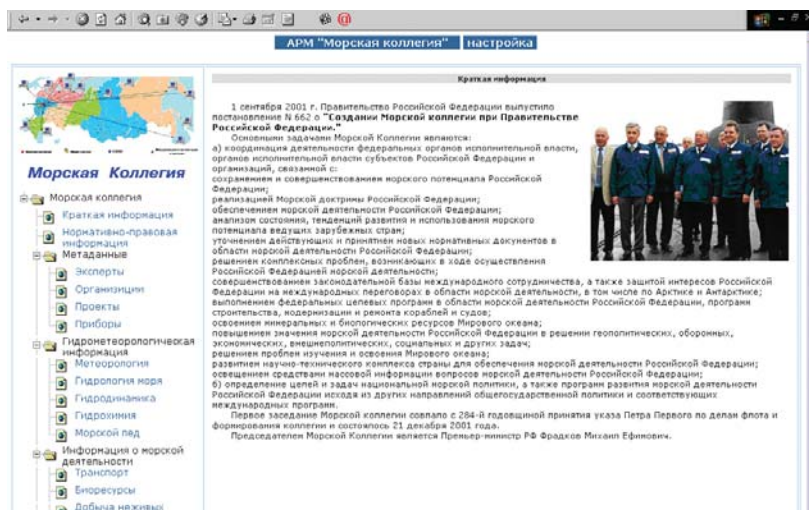 АРМ "Морская коллегия" настройка
Морская Коллегия
Морская коллегия
Краткая информация
Нормативно-правовая
информация
Метаданные
Эксперты
Организиции
Проекты
Приборы
Гидрометеорологическая
информация
Метеорология
Гидрология моря
Гидродинамика
Гидрохимия
Морской лед
Информация о морской
деятельности
Транспорт
Биоресурсы
Добыча неживых
Краткая информация
1 сентября 2001 г. Правительство Российской Федерации выпустило
постановление N 662 о "Создании Морской коллегии при Правительстве
Российской Федерации."
Основными задачами Морской Коллегии являются:
а) координация деятельности федеральных органов исполнительной власти,
органов исполнительной власти субъектов Российской Федерации и
организаций, связанной с:
сохранением и совершенствованием морского потенциала Российской
Федерации;
реализацией Морской доктрины Российской Федерации;
обеспечением морской деятельности Российской Федерации;
анализом состояния, тенденций развития и использования морского
потенциала ведущих зарубежных стран;
уточнением действующих и принятием новых нормативных документов в
области морской деятельности Российской Федерации;
решением комплексных проблем, возникающих в ходе осуществления
Российской Федерацией морской деятельности;
совершенствованием законодательной базы международного сотрудничества, а также защитой интересов Российской
Федерации на международных переговорах в области морской деятельности, в том числе по Арктике и Антарктике;
выполнением федеральных целевых программ в области морской деятельности Российской Федерации, программ
строительства, модернизации и ремонта кораблей и судов;
освоением минеральных и биологических ресурсов Мирового океана;
повышением значения морской деятельности Российской Федерации в решении геополитических, оборонных,
экономических, внешнеполитических, социальных и других задач;
решением проблем изучения и освоения Мирового океана;
развитием научно-технического комплекса страны для обеспечения морской деятельности Российской Федерации;
освещением средствами массовой информации вопросов морской деятельности Российской Федерации;
б) определение целей и задач национальной морской политики, а также программ развития морской деятельности
Российской Федерации исходя из других направлений общегосударственной политики и соответствующих
международных программ.
Первое заседание Морской коллегии совпало с 284-й годовщиной принятия указа Петра Первого по делам флота и
формирования коллегии и состоялось 21 декабря 2001 года.
Председателем Морской Коллегии является Премьер-министр РФ Фрадков Михаил Ефимович.